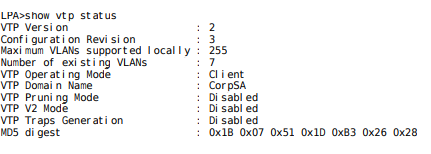 LPA>show vtp status
VTP Version : 2
Configuration Revision : 3
Maximum VLANs supported locally : 255
Number of existing VLANs : 7
VTP Operating Mode : Client
VTP Domain Name : CorpSA
VTP Pruning Mode : Disabled
VTP V2 Mode : Disabled
VTP Traps Generation : Disabled
MD5 digest : 0x1B 0x07 0x51 0x1D 0xB3 0x26 0x28